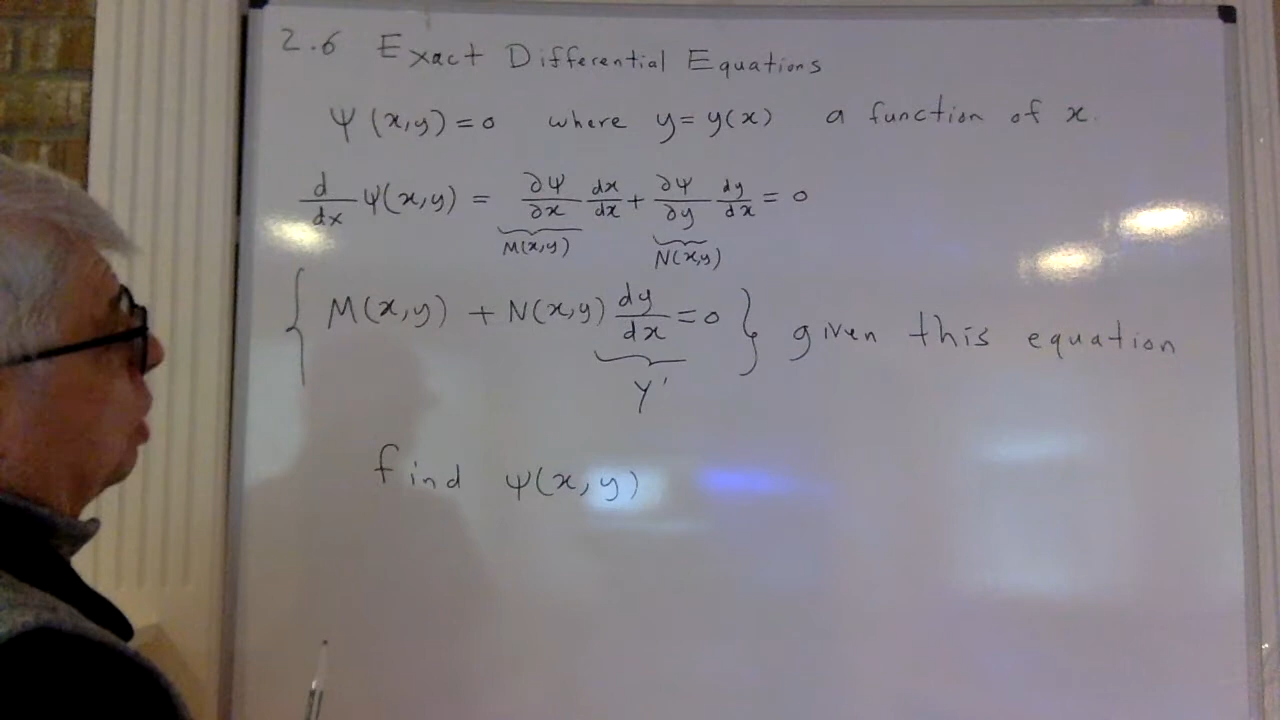 2.6 Exact Differential Equations
Ψ(x,y)=0 where y=y(x) a function of x.
d/dx Ψ(x,y) = ∂Ψ/∂x dx/dx + ∂Ψ/∂y dy/dx = 0
M(x,y) N(x,y)
{ M(x,y) + N(x,y) dy/dx = 0 } given this equation
y'
find Ψ(x,y)